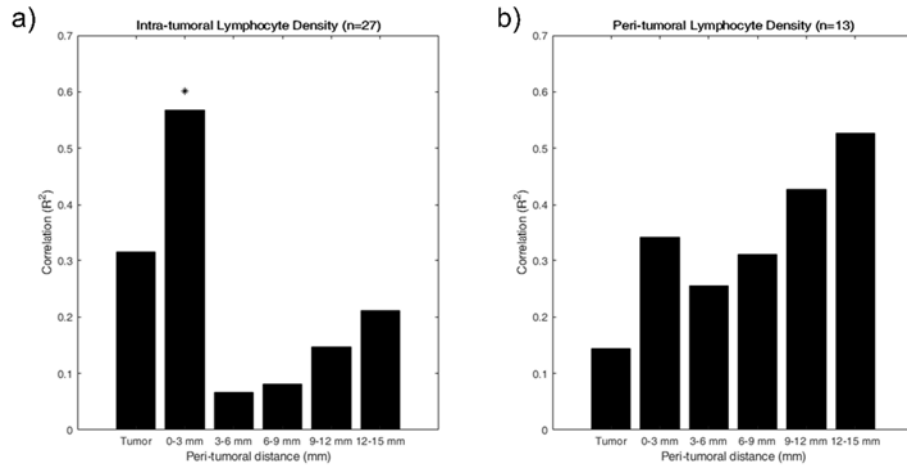 a)
Intra-tumoral Lymphocyte Density (n=27)
0.7
0.6
0.5
0.4
0.3
0.2
0.1
0
Correlation (R²)
*
Tumor 0-3 mm 3-6 mm 6-9 mm 9-12 mm 12-15 mm
Peri-tumoral distance (mm)
b)
Peri-tumoral Lymphocyte Density (n=13)
0.7
0.6
0.5
0.4
0.3
0.2
0.1
0
Correlation (R²)
Tumor 0-3 mm 3-6 mm 6-9 mm 9-12 mm 12-15 mm
Peri-tumoral distance (mm)